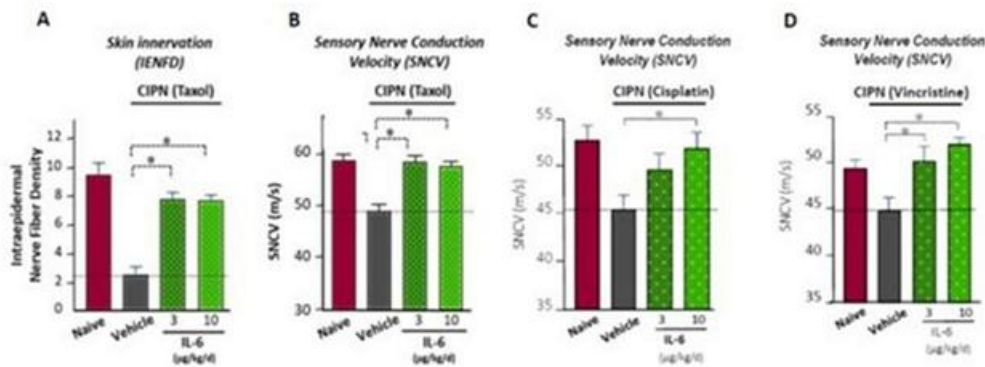 A
Skin innervation
(IENFD)
CIPN (Taxol)
*
*
Intraepidermal
Nerve Fiber Density
12
10
8
6
4
2
0
Naive
Vehicle
3
10
IL-6
(µg/kg/d)
B
Sensory Nerve Conduction
Velocity (SNCV)
CIPN (Taxol)
*
*
SNCV (m/s)
60
50
40
30
Naive
Vehicle
3
10
IL-6
(µg/kg/d)
C
Sensory Nerve Conduction
Velocity (SNCV)
CIPN (Cisplatin)
*
SNCV (m/s)
55
50
45
40
35
Naive
Vehicle
3
10
IL-6
(µg/kg/d)
D
Sensory Nerve Conduction
Velocity (SNCV)
CIPN (Vincristine)
*
*
SNCV (m/s)
55
50
45
40
35
Naive
Vehicle
3
10
IL-6
(µg/kg/d)